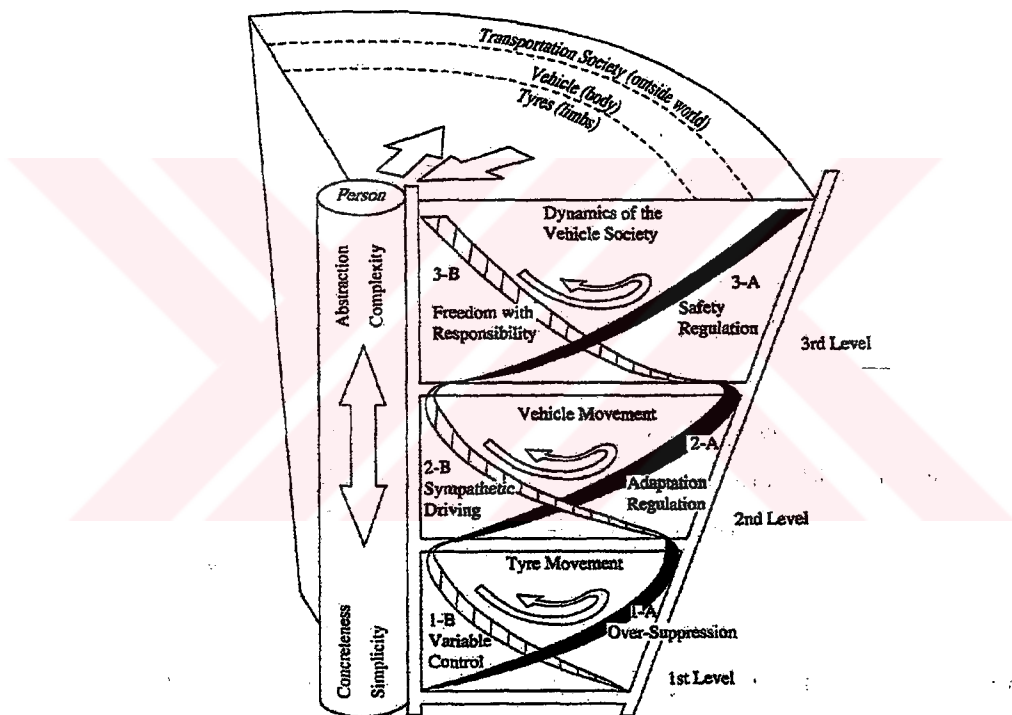 Transportation Society (outside world)
Vehicle (body)
Tyres (limbs)
Person
Abstraction
Complexity
Concreteness
Simplicity
Dynamics of the
Vehicle Society
3-B
Freedom with
Responsibility
3-A
Safety
Regulation
3rd Level
Vehicle Movement
2-B
Sympathetic
Driving
2-A
Adaptation
Regulation
2nd Level
Tyre Movement
1-B
Variable
Control
1-A
Over-Suppression
1st Level